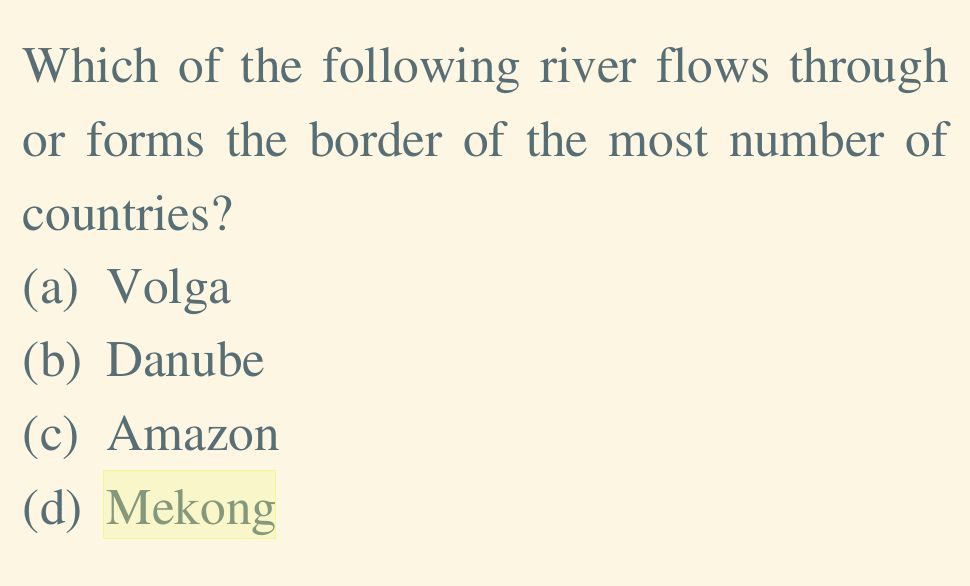 Which of the following river flows through
or forms the border of the most number of
countries?
(a) Volga
(b) Danube
(c) Amazon
(d) Mekong